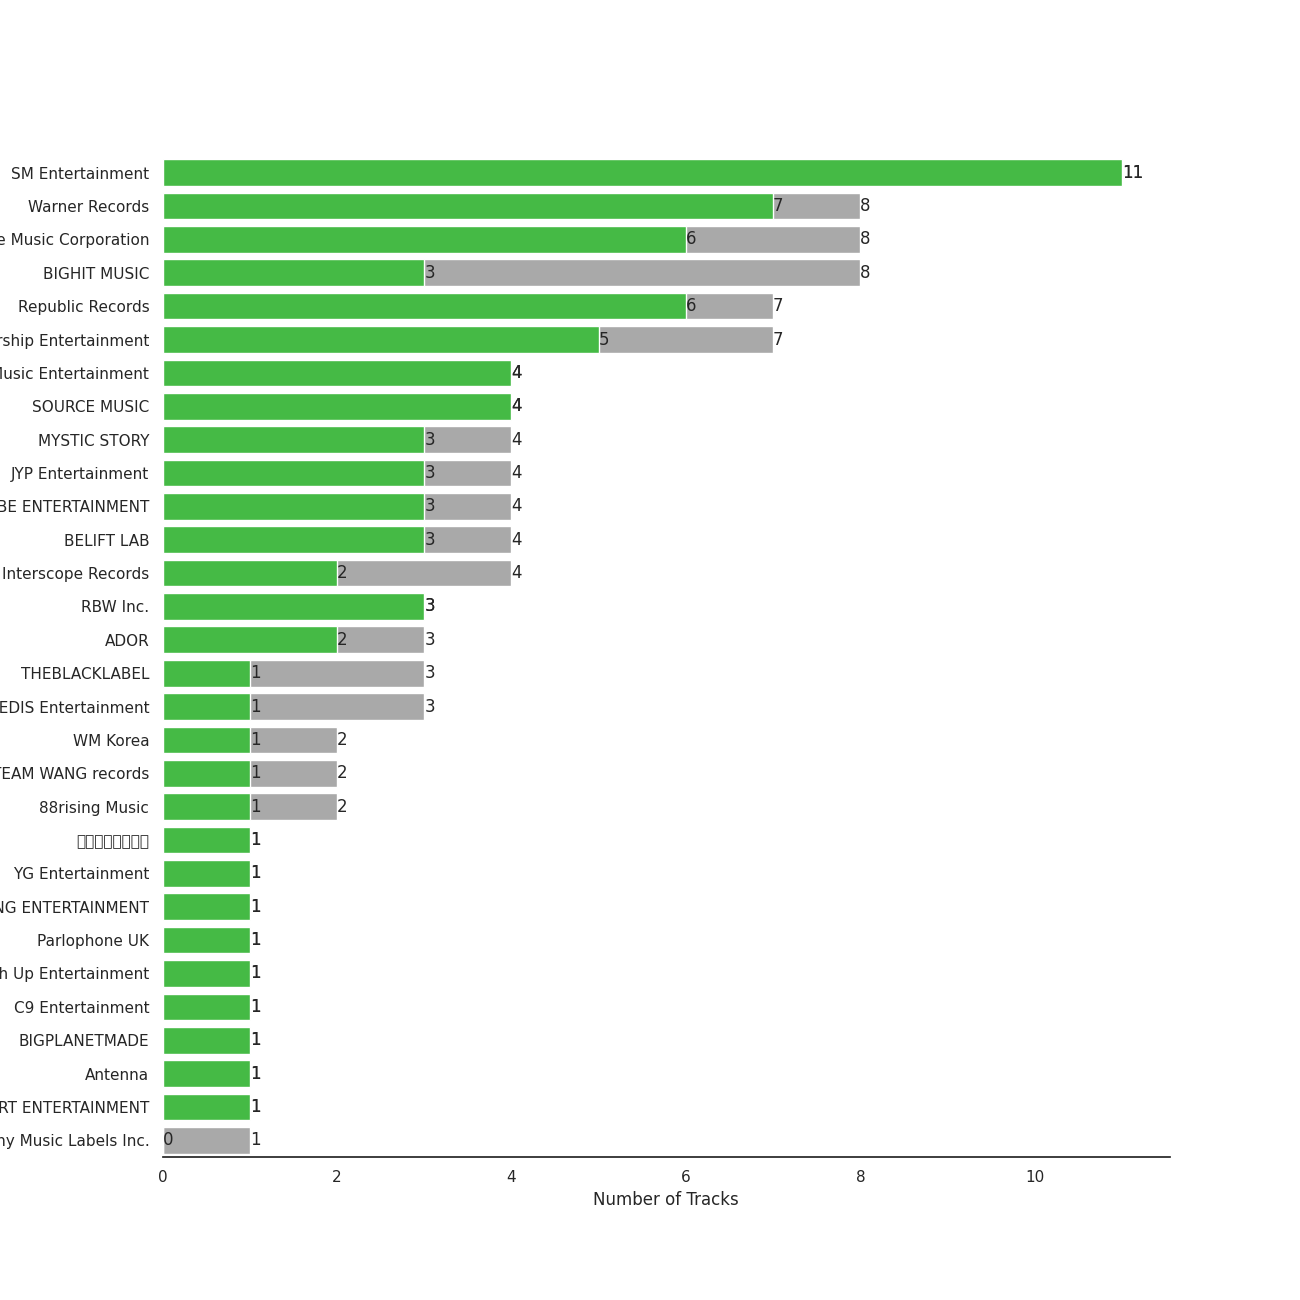 SM Entertainment 11
Warner Records 7 8
e Music Corporation 6 8
BIGHIT MUSIC 3 8
Republic Records 6 7
rship Entertainment 5 7
Music Entertainment 4
SOURCE MUSIC 4
MYSTIC STORY 3 4
JYP Entertainment 3 4
BE ENTERTAINMENT 3 4
BELIFT LAB 3 4
Interscope Records 2 4
RBW Inc. 3
ADOR 2 3
THEBLACKLABEL 1 3
EDIS Entertainment 1 3
WM Korea 1 2
TEAM WANG records 1 2
88rising Music 1 2
1
YG Entertainment 1
NG ENTERTAINMENT 1
Parlophone UK 1
h Up Entertainment 1
C9 Entertainment 1
BIGPLANETMADE 1
Antenna 1
RT ENTERTAINMENT 1
ny Music Labels Inc. 0 1
0 2 4 6 8 10
Number of Tracks